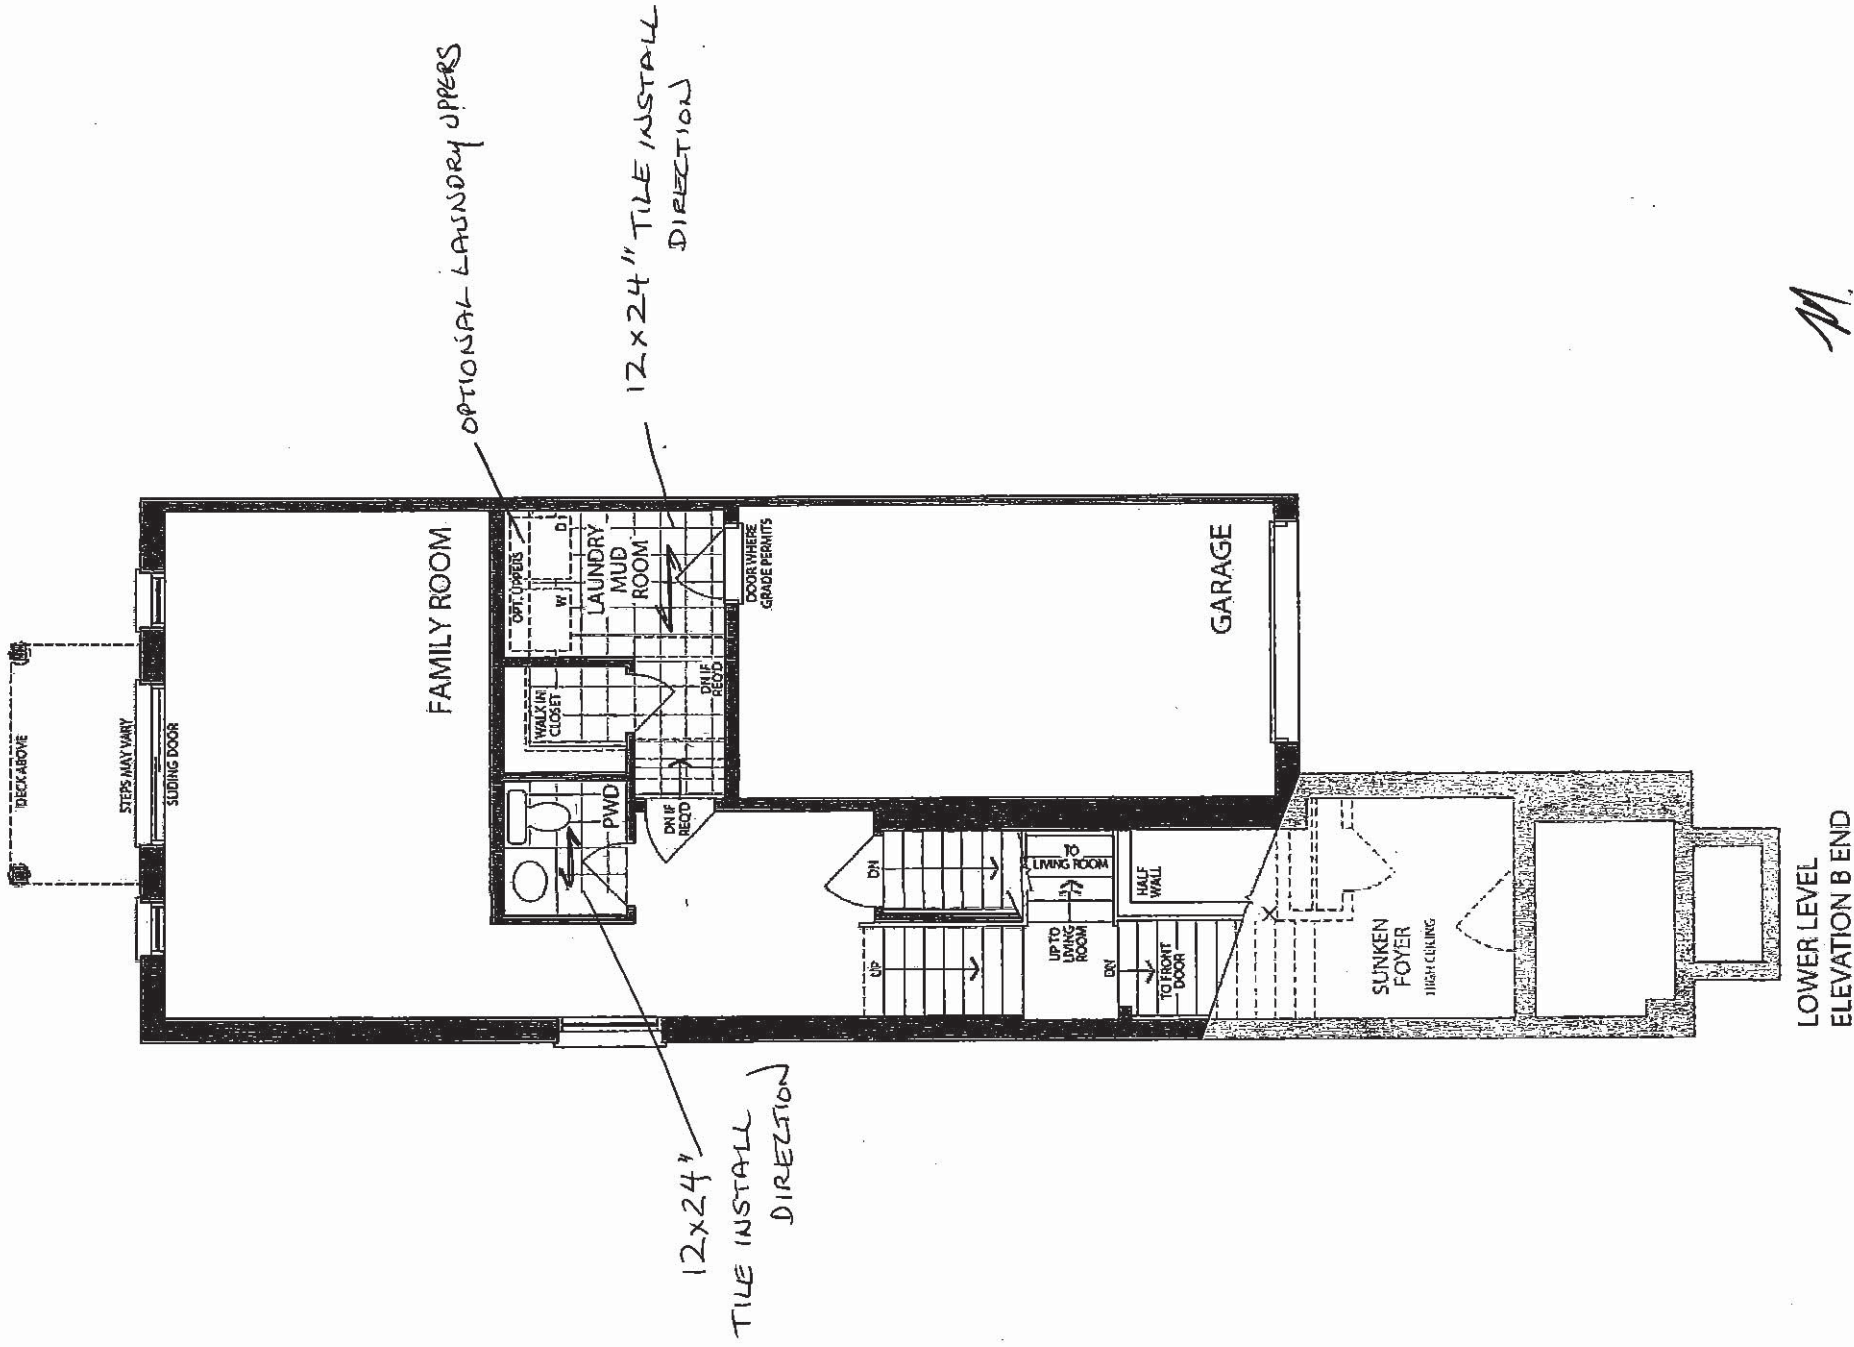 OPTIONAL LAUNDRY UPPERS
12x24" TILE INSTALL
DIRECTION
12x24"
TILE INSTALL
DIRECTION
DECK ABOVE
STEPS MAY VARY
SLIDING DOOR
FAMILY ROOM
OPT. UPPERS
W
D
LAUNDRY
MUD
ROOM
WALK IN
CLOSET
PWD
DN IF
REQ'D
DN IF
REQ'D
DOOR WHERE
GRADE PERMITS
GARAGE
DN
UP
TO
LIVING ROOM
UP TO
LIVING
ROOM
HALF
WALL
DN
TO FRONT
DOOR
SUNKEN
FOYER
HIGH CEILING
LOWER LEVEL
ELEVATION B END